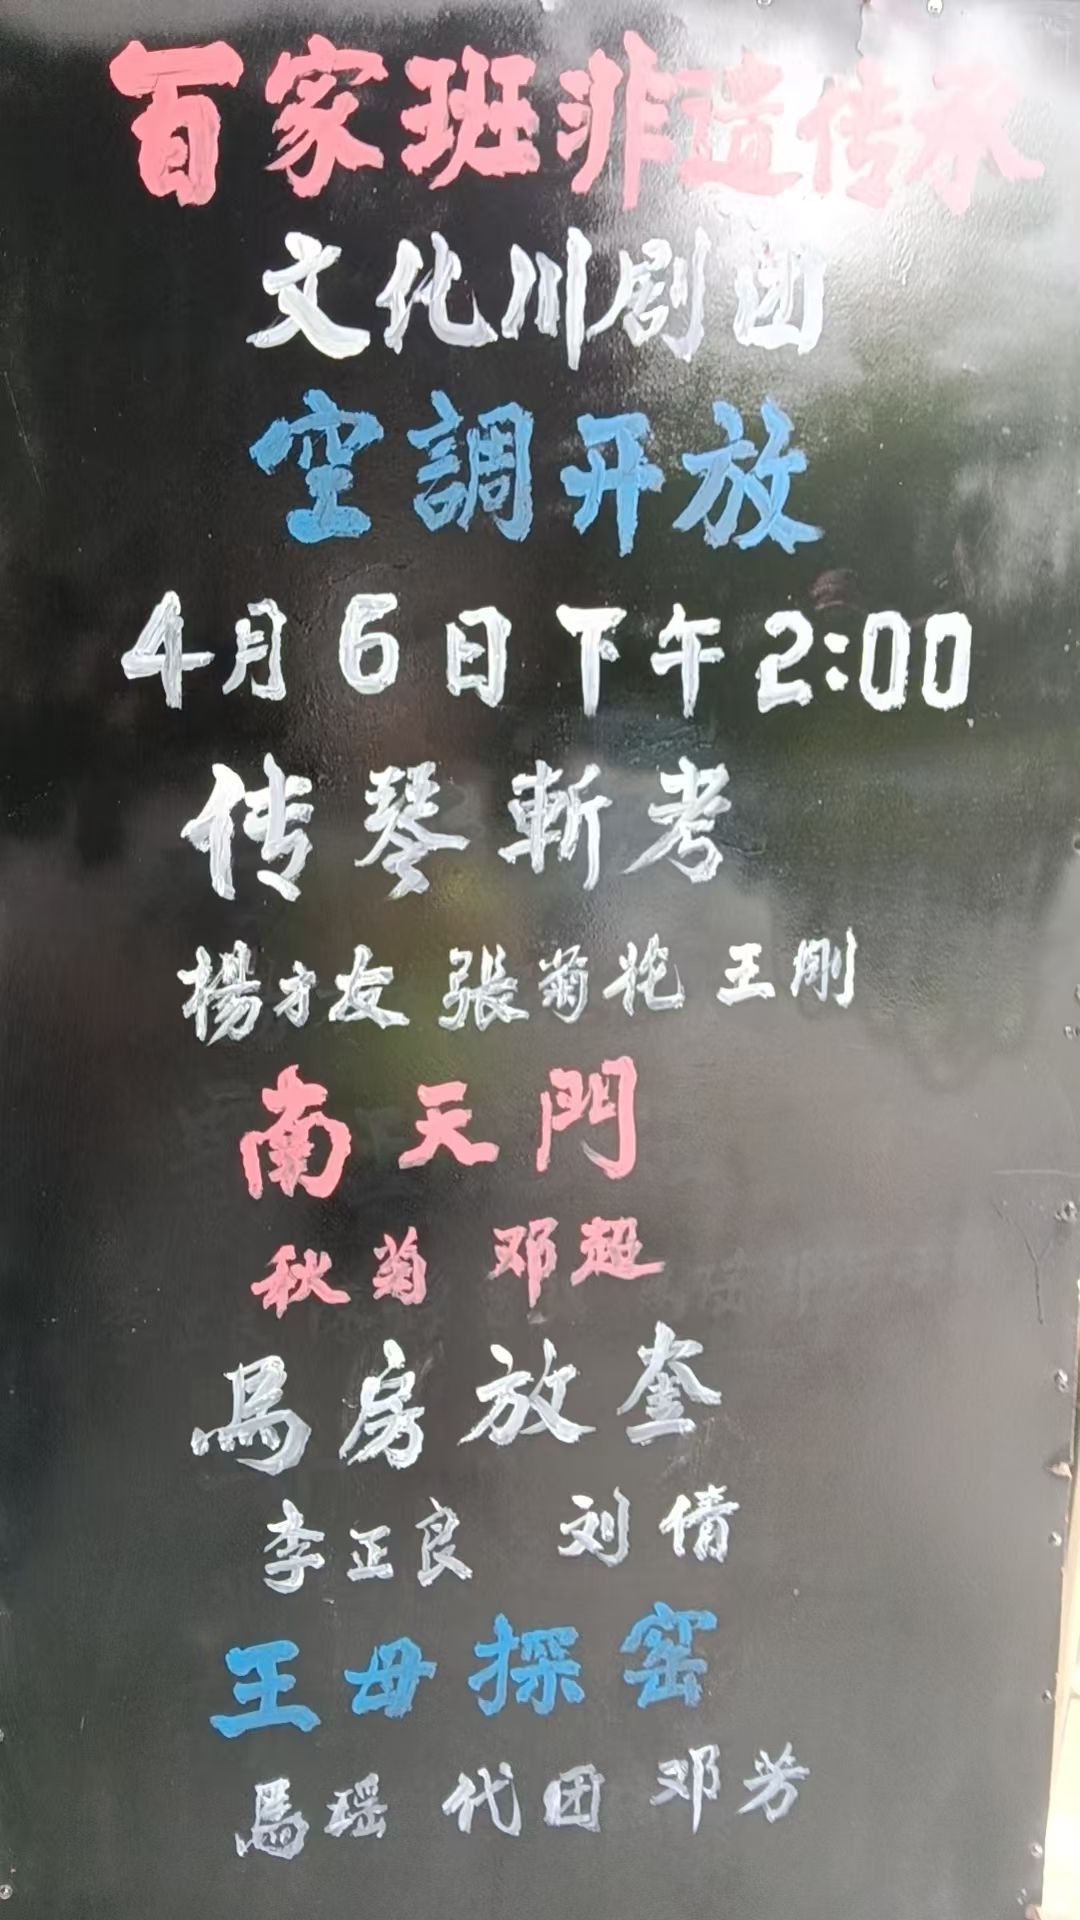 百家班非遗传承
文化川剧团
空調开放
4月6日下午2:00
传琴斬考
楊才友 張菊花 王刚
南天門
秋菊 邓超
馬房放奎
李正良 刘倩
王母探窑
馬瑶 代团 邓芳